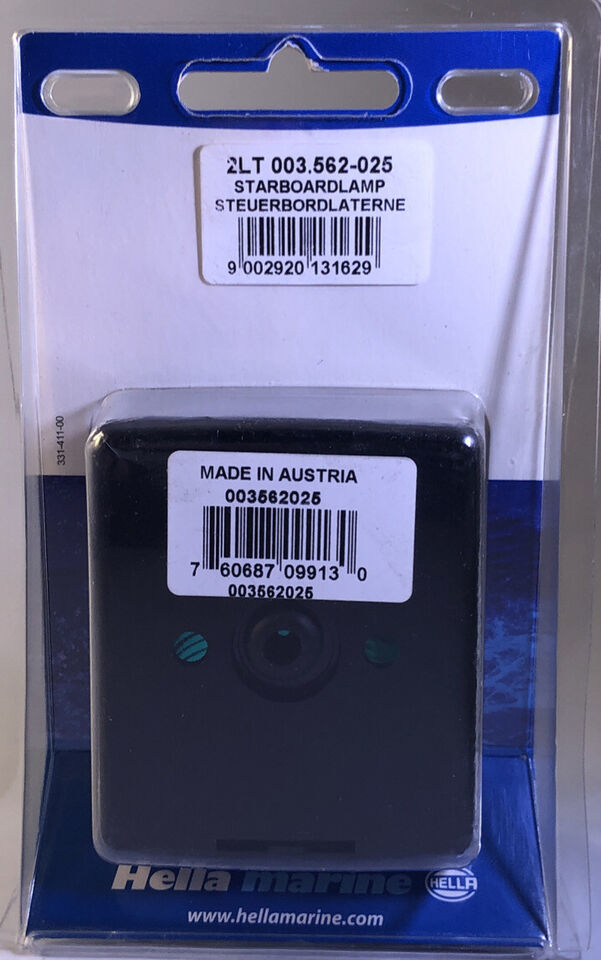 2LT 003.562-025
STARBOARDLAMP
STEUERBORDLATERNE
9 002920 131629
331-411-00
MADE IN AUSTRIA
003562025
7 60687 09913 0
003562025
Hella marine
HELLA
www.hellamarine.com